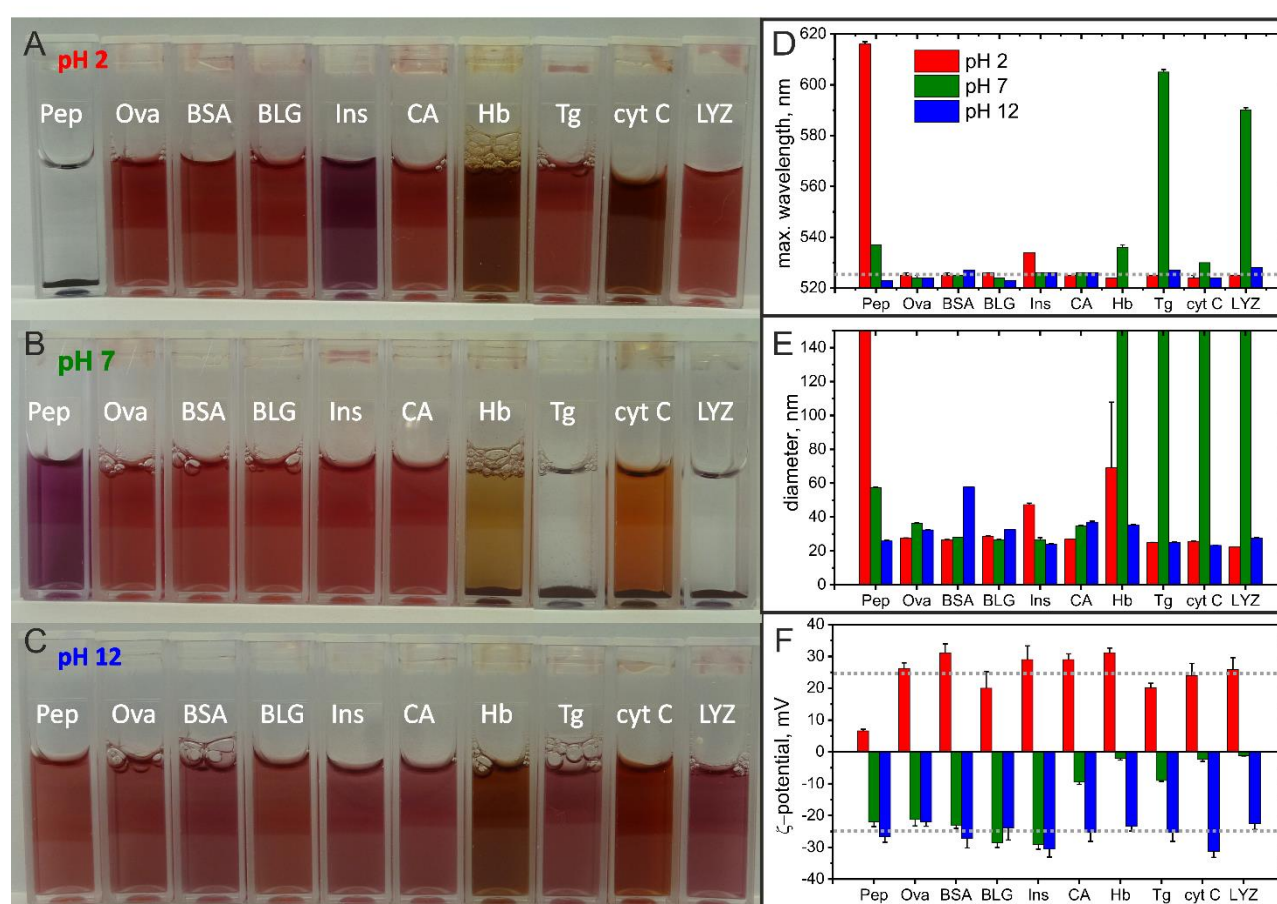 A
pH 2
Pep Ova BSA BLG Ins CA Hb Tg cyt C LYZ
B
pH 7
Pep Ova BSA BLG Ins CA Hb Tg cyt C LYZ
C
pH 12
Pep Ova BSA BLG Ins CA Hb Tg cyt C LYZ
D
pH 2
pH 7
pH 12
max. wavelength, nm
620
600
580
560
540
520
Pep Ova BSA BLG Ins CA Hb Tg cyt C LYZ
E
diameter, nm
140
120
100
80
60
40
20
0
Pep Ova BSA BLG Ins CA Hb Tg cyt C LYZ
F
ζ-potential, mV
40
30
20
10
0
-10
-20
-30
-40
Pep Ova BSA BLG Ins CA Hb Tg cyt C LYZ